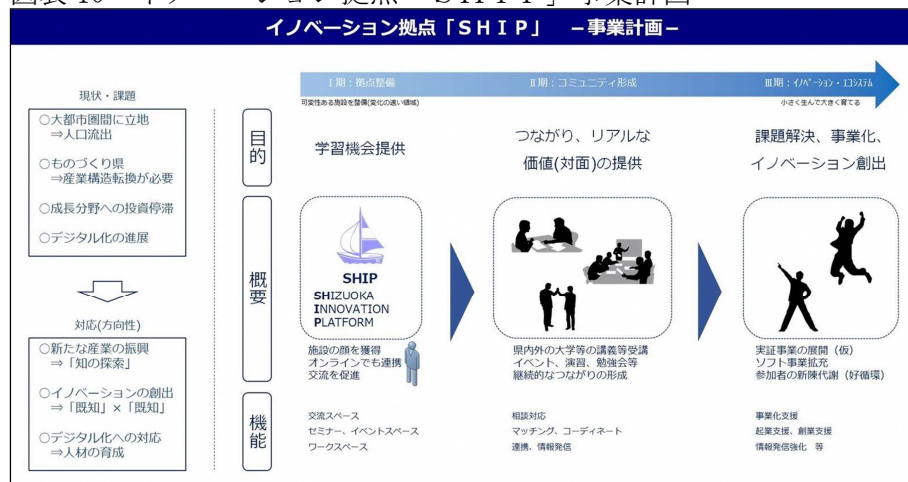 イノベーション拠点「SHIP」 －事業計画－
現状・課題
○大都市圏間に立地
⇒人口流出
○ものづくり県
⇒産業構造転換が必要
○成長分野への投資停滞
○デジタル化の進展
対応(方向性)
○新たな産業の振興
⇒「知の探索」
○イノベーションの創出
⇒「既知」×「既知」
○デジタル化への対応
⇒人材の育成
Ⅰ期：拠点整備
Ⅱ期：コミュニティ形成
Ⅲ期：ｲﾉﾍﾞｰｼｮﾝ・ｴｺｼｽﾃﾑ
可変性ある施設を整備(変化の速い領域)
小さく生んで大きく育てる
目的
学習機会提供
つながり、リアルな
価値(対面)の提供
課題解決、事業化、
イノベーション創出
概要
SHIP
SHIZUOKA
INNOVATION
PLATFORM
施設の顔を獲得
オンラインでも連携
交流を促進
県内外の大学等の講義等受講
イベント、演習、勉強会等
継続的なつながりの形成
実証事業の展開（仮）
ソフト事業拡充
参加者の新陳代謝（好循環）
機能
交流スペース
セミナー、イベントスペース
ワークスペース
相談対応
マッチング、コーディネート
連携、情報発信
事業化支援
起業支援、創業支援
情報発信強化 等